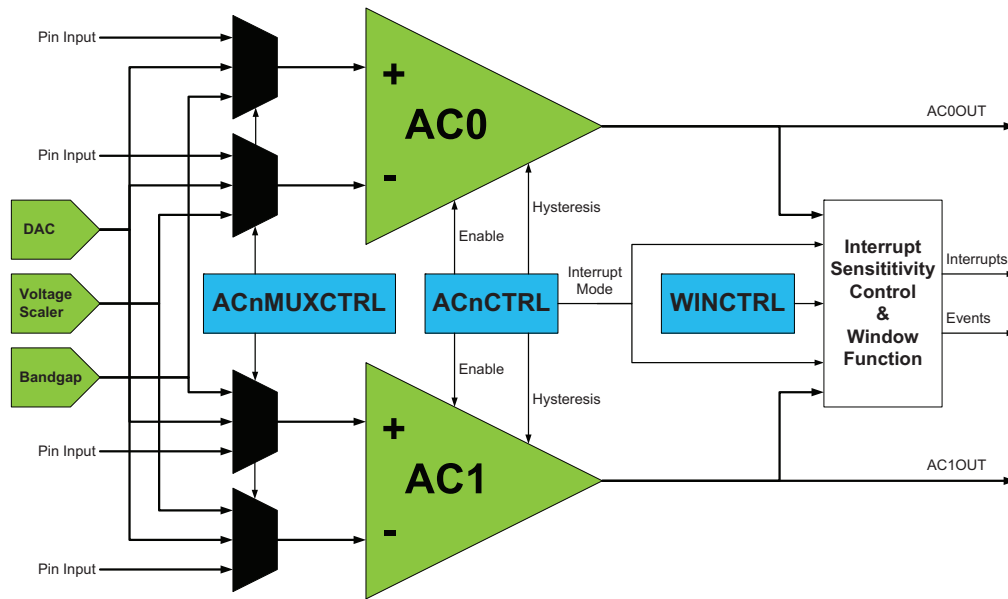 Pin Input
+
AC0
-
AC0OUT
Pin Input
DAC
Voltage
Scaler
Bandgap
ACnMUXCTRL
Enable
Hysteresis
ACnCTRL
Interrupt
Mode
WINCTRL
Interrupt
Sensititivity
Control
&
Window
Function
Interrupts
Events
Enable
Hysteresis
Pin Input
+
AC1
-
AC1OUT
Pin Input